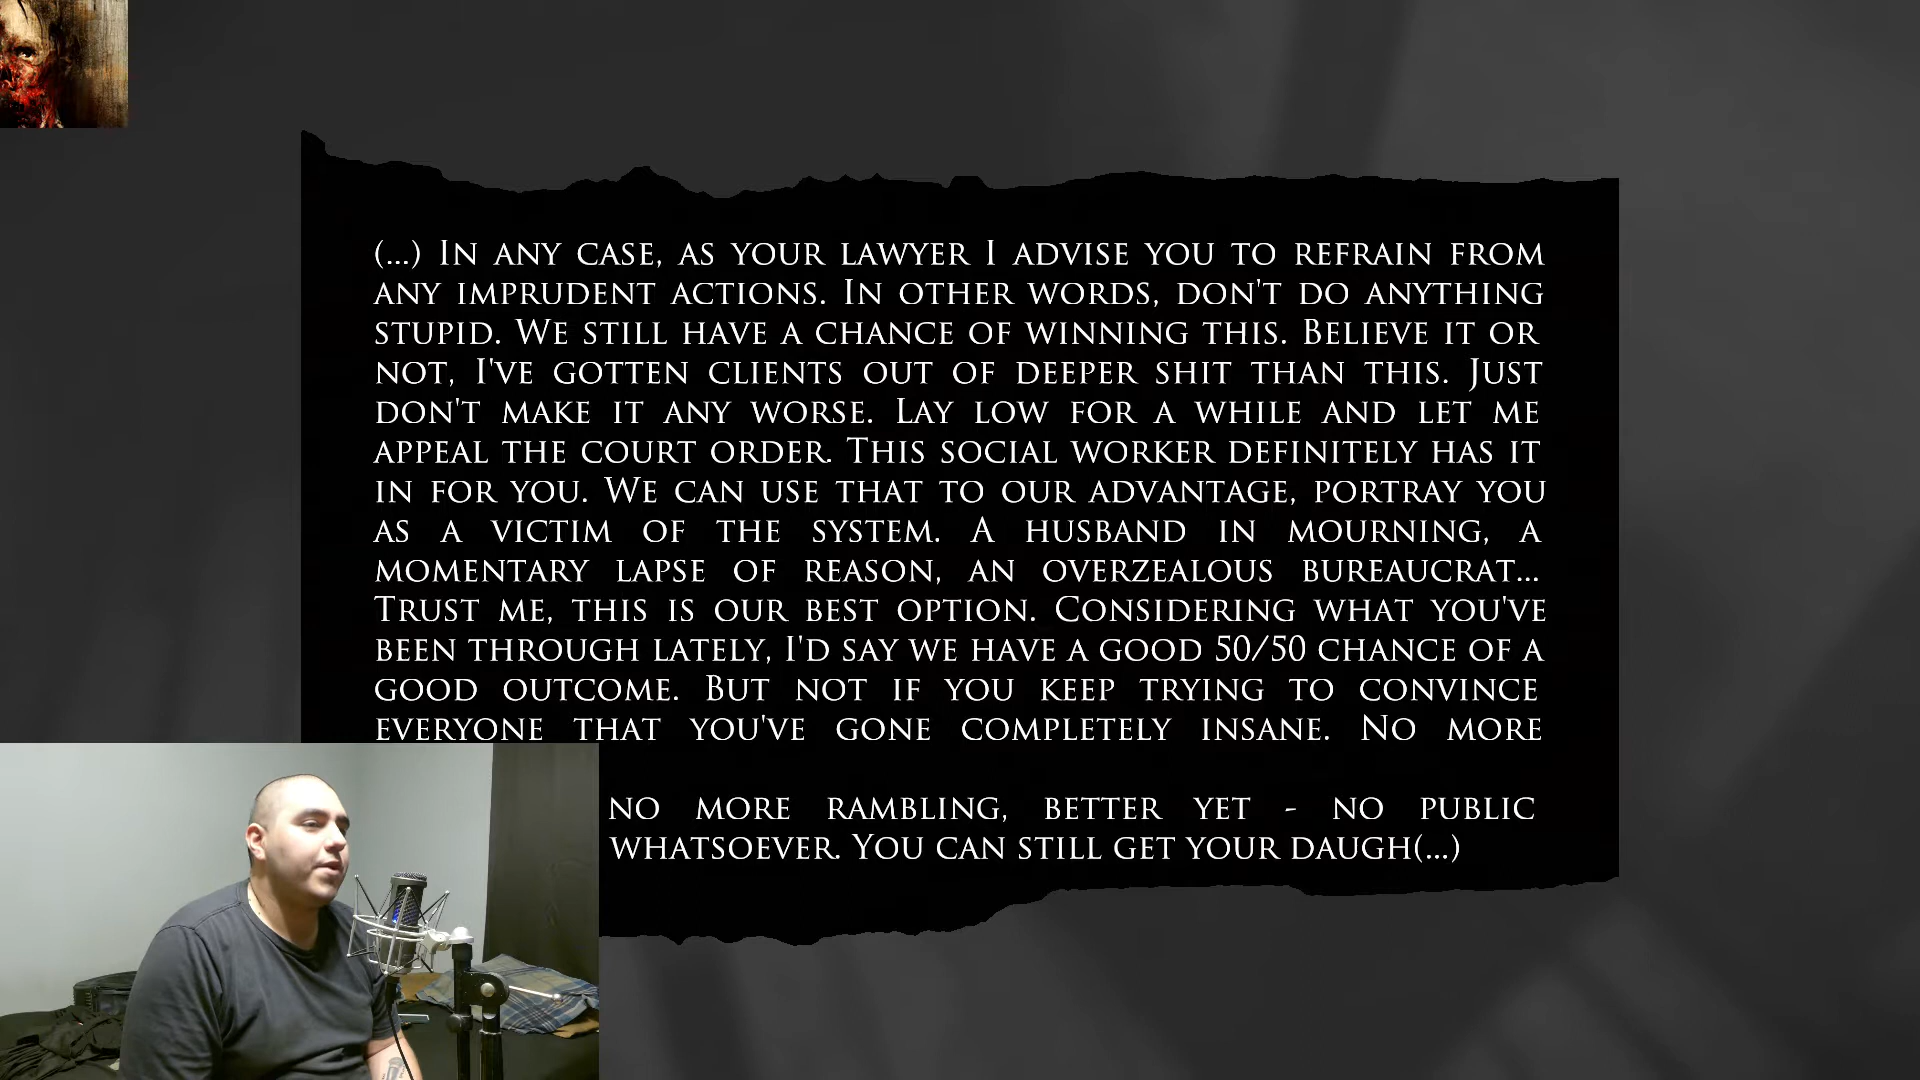 (...) In any case, as your lawyer I advise you to refrain from
any imprudent actions. In other words, don't do anything
stupid. We still have a chance of winning this. Believe it or
not, I've gotten clients out of deeper shit than this. Just
don't make it any worse. Lay low for a while and let me
appeal the court order. This social worker definitely has it
in for you. We can use that to our advantage, portray you
as a victim of the system. A husband in mourning, a
momentary lapse of reason, an overzealous bureaucrat...
Trust me, this is our best option. Considering what you've
been through lately, I'd say we have a good 50/50 chance of a
good outcome. But not if you keep trying to convince
everyone that you've gone completely insane. No more
no more rambling, better yet - no public
whatsoever. You can still get your daugh(...)